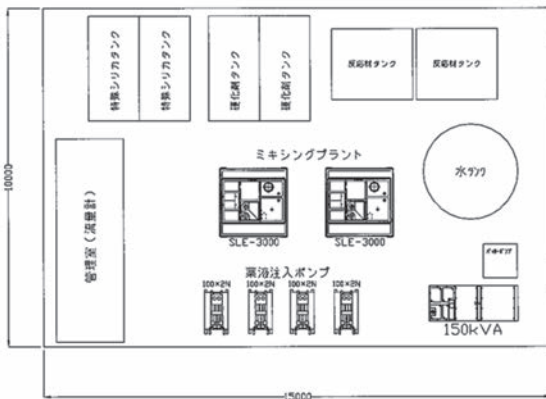 特殊シリカタンク
特殊シリカタンク
硬化剤タンク
硬化剤タンク
反応材タンク
反応材タンク
ミキシングプラント
水タンク
SLE-3000
SLE-3000
管理室(流量計)
薬液注入ポンプ
100×2N
100×2N
100×2N
100×2N
150kVA
10000
15000